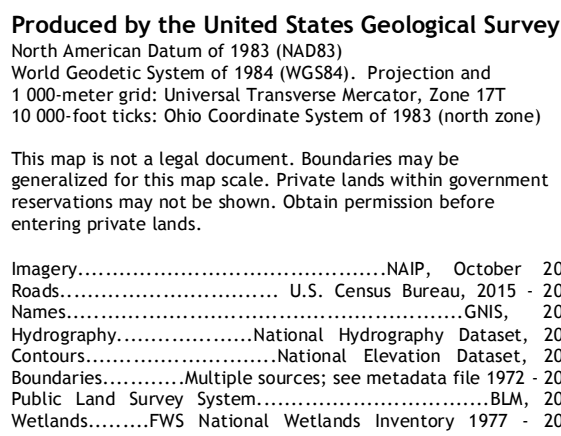 Produced by the United States Geological Survey
North American Datum of 1983 (NAD83)
World Geodetic System of 1984 (WGS84).  Projection and
1 000-meter grid: Universal Transverse Mercator, Zone 17T
10 000-foot ticks: Ohio Coordinate System of 1983 (north zone)
This map is not a legal document. Boundaries may be
generalized for this map scale. Private lands within government
reservations may not be shown. Obtain permission before
entering private lands.
Imagery.............................................NAIP, October 20
Roads................................ U.S. Census Bureau, 2015 - 20
Names..........................................................GNIS, 20
Hydrography....................National Hydrography Dataset, 20
Contours............................National Elevation Dataset, 20
Boundaries............Multiple sources; see metadata file 1972 - 20
Public Land Survey System..................................BLM, 20
Wetlands.........FWS National Wetlands Inventory 1977 - 20